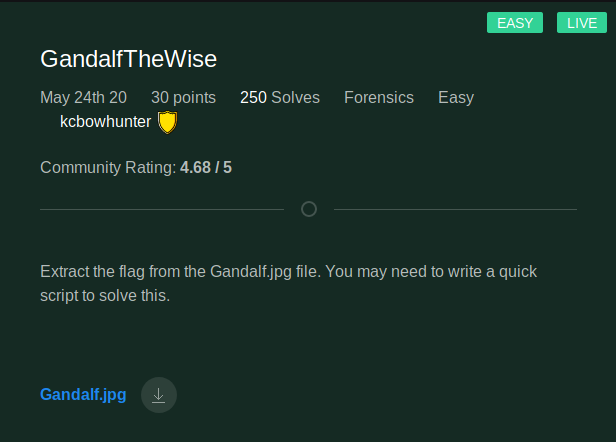 EASY LIVE
GandalfTheWise
May 24th 20 30 points 250 Solves Forensics Easy
kcbowhunter
Community Rating: 4.68 / 5
Extract the flag from the Gandalf.jpg file. You may need to write a quick
script to solve this.
Gandalf.jpg